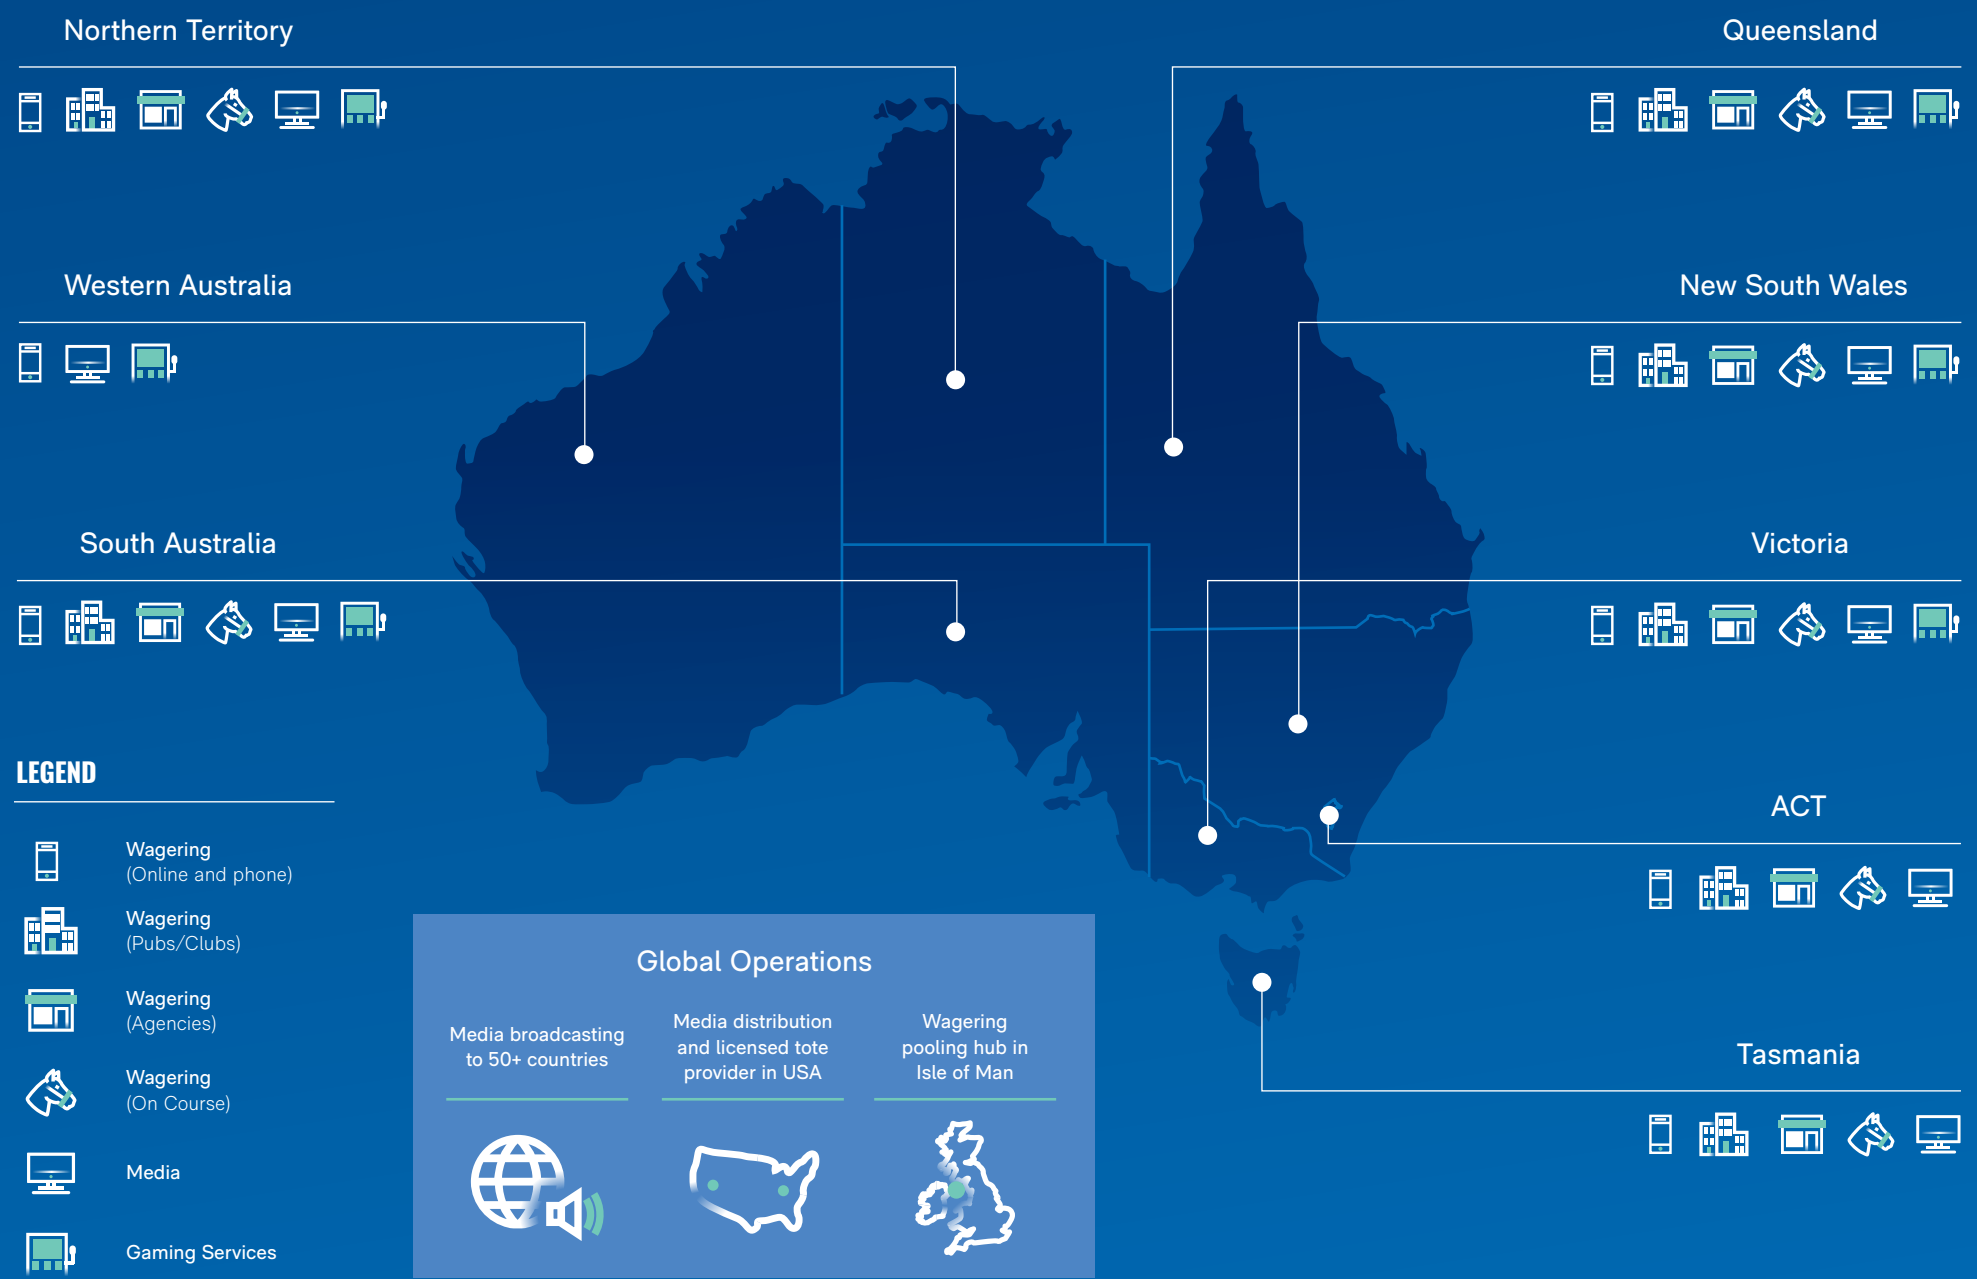 Northern Territory
Queensland
Western Australia
New South Wales
South Australia
Victoria
LEGEND
Wagering
(Online and phone)
Wagering
(Pubs/Clubs)
Wagering
(Agencies)
Wagering
(On Course)
Media
Gaming Services
ACT
Tasmania
Global Operations
Media broadcasting
to 50+ countries
Media distribution
and licensed tote
provider in USA
Wagering
pooling hub in
Isle of Man